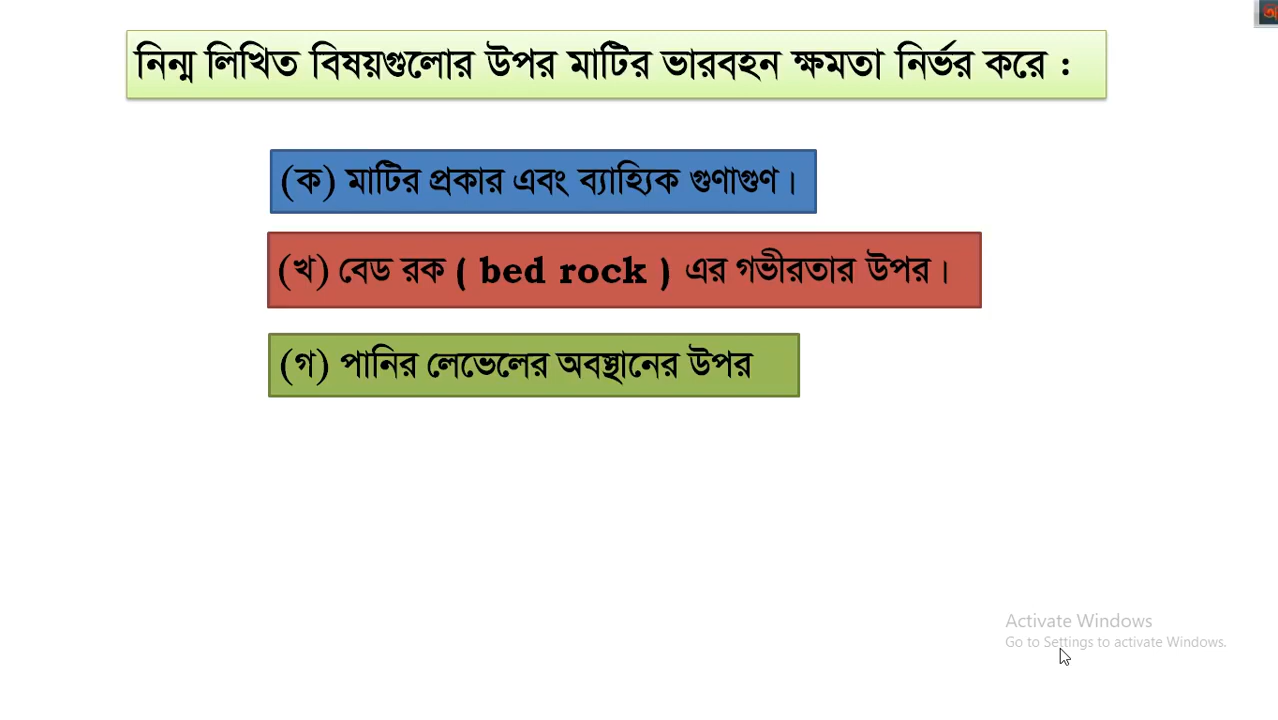 নিন্ম লিখিত বিষয়গুলোর উপর মাটির ভারবহন ক্ষমতা নির্ভর করে :
(ক) মাটির প্রকার এবং ব্যাহ্যিক গুণাগুণ।
(খ) বেড রক ( bed rock ) এর গভীরতার উপর।
(গ) পানির লেভেলের অবস্থানের উপর
Activate Windows
Go to Settings to activate Windows.